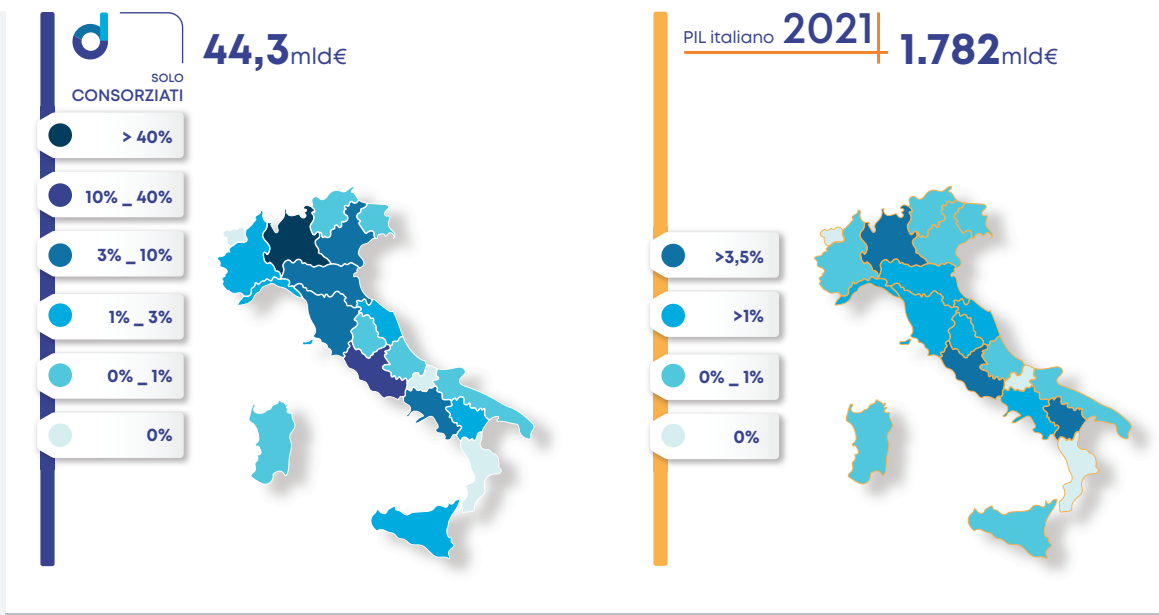 44,3mld€
SOLO
CONSORZIATI
> 40%
10% _ 40%
3% _ 10%
1% _ 3%
0% _ 1%
0%
PIL italiano 2021
1.782mld€
>3,5%
>1%
0% _ 1%
0%